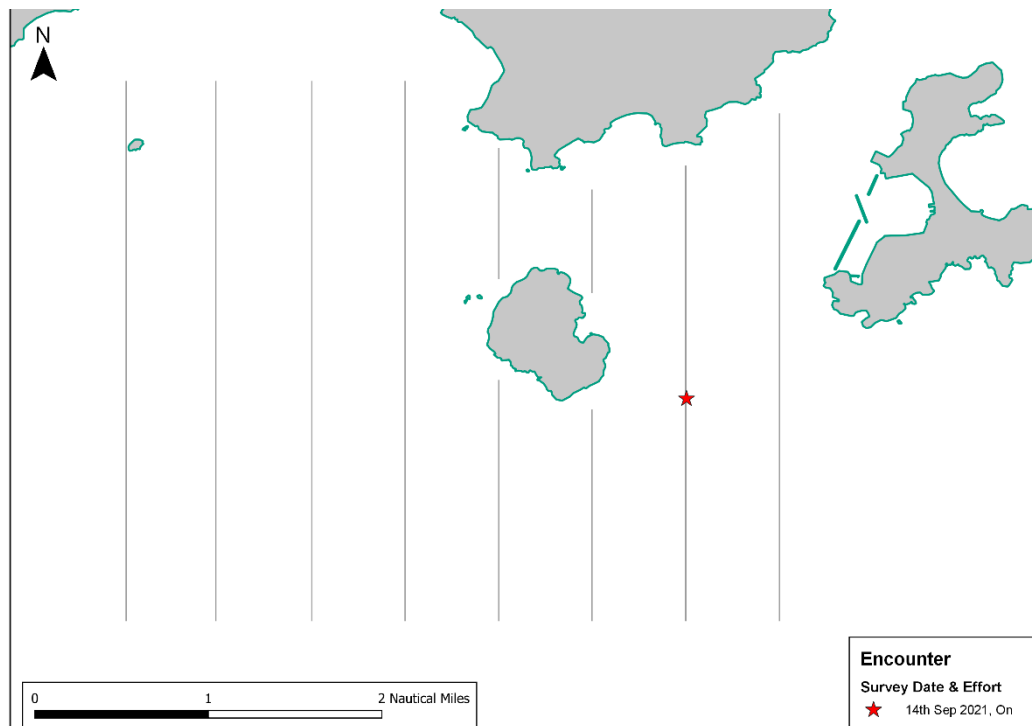 N
0 1 2 Nautical Miles
Encounter
Survey Date & Effort
14th Sep 2021, On